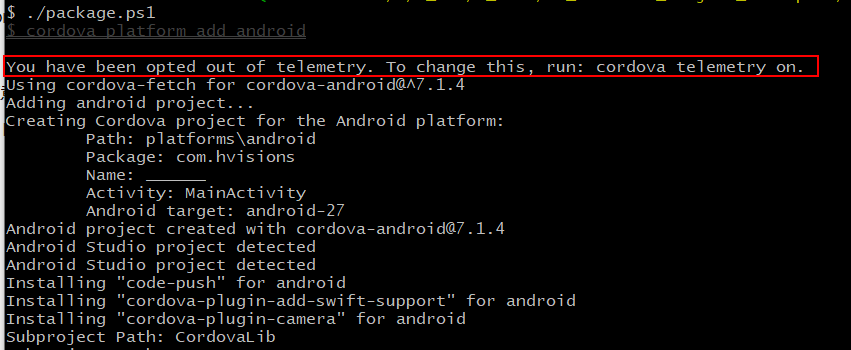 $ ./package.ps1
$ cordova platform add android
You have been opted out of telemetry. To change this, run: cordova telemetry on.
Using cordova-fetch for cordova-android@^7.1.4
Adding android project...
Creating Cordova project for the Android platform:
Path: platforms\android
Package: com.hvisions
Name: ______
Activity: MainActivity
Android target: android-27
Android project created with cordova-android@7.1.4
Android Studio project detected
Android Studio project detected
Installing "code-push" for android
Installing "cordova-plugin-add-swift-support" for android
Installing "cordova-plugin-camera" for android
Subproject Path: CordovaLib